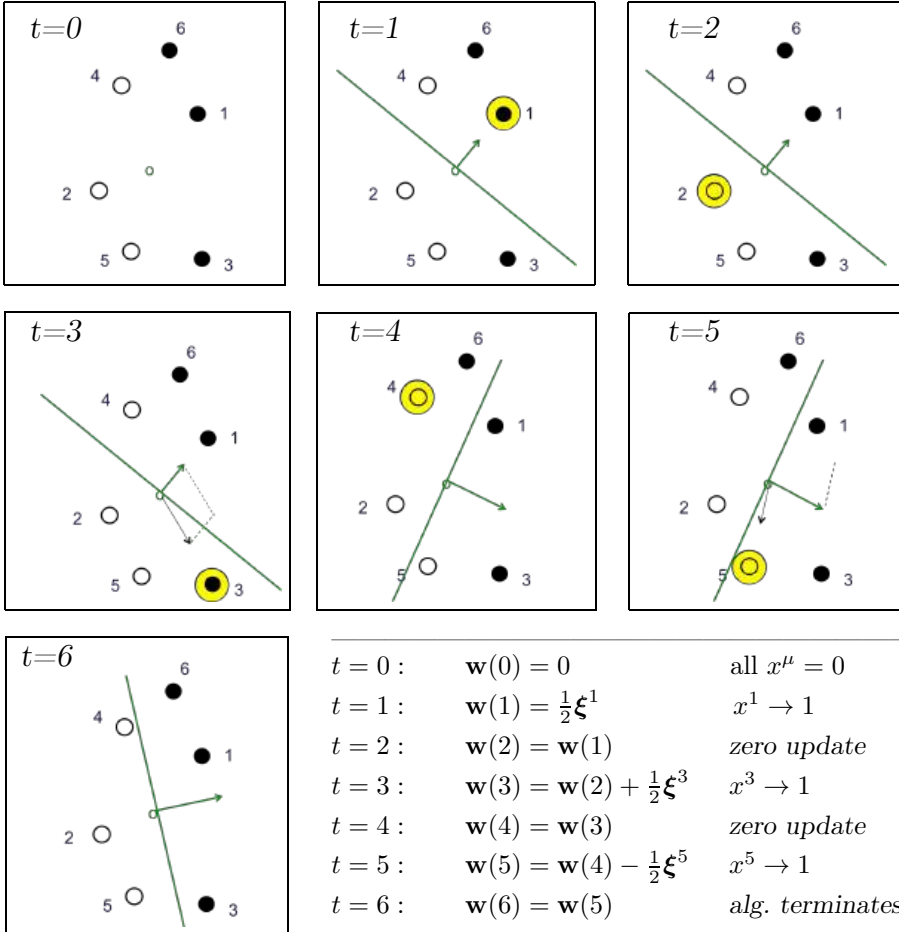 t=0
6
4
1
o
2
5
3
t=1
6
4
1
o
2
5
3
t=2
6
4
1
o
2
5
3
t=3
6
4
1
o
2
5
3
t=4
6
4
1
o
2
5
3
t=5
6
4
1
o
2
5
3
t=6
6
4
1
o
2
5
3
t = 0 : w(0) = 0 all x^μ = 0
t = 1 : w(1) = ½ξ¹ x¹ → 1
t = 2 : w(2) = w(1) zero update
t = 3 : w(3) = w(2) + ½ξ³ x³ → 1
t = 4 : w(4) = w(3) zero update
t = 5 : w(5) = w(4) − ½ξ⁵ x⁵ → 1
t = 6 : w(6) = w(5) alg. terminates